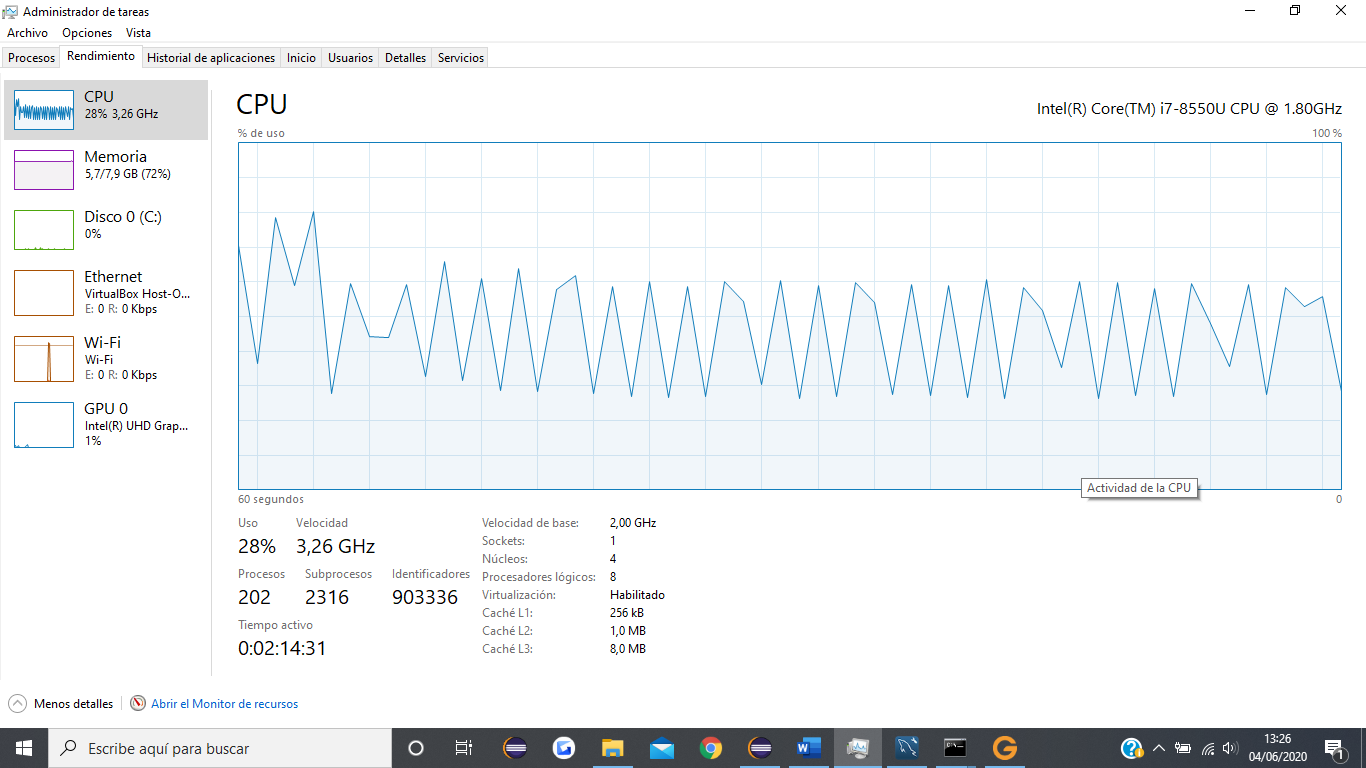 Administrador de tareas
Archivo Opciones Vista
Procesos Rendimiento Historial de aplicaciones Inicio Usuarios Detalles Servicios
CPU
28% 3,26 GHz
Memoria
5,7/7,9 GB (72%)
Disco 0 (C:)
0%
Ethernet
VirtualBox Host-O...
E: 0 R: 0 Kbps
Wi-Fi
Wi-Fi
E: 0 R: 0 Kbps
GPU 0
Intel(R) UHD Grap...
1%
CPU
Intel(R) Core(TM) i7-8550U CPU @ 1.80GHz
% de uso
100 %
60 segundos
0
Actividad de la CPU
Uso Velocidad
28% 3,26 GHz
Procesos Subprocesos Identificadores
202 2316 903336
Tiempo activo
0:02:14:31
Velocidad de base: 2,00 GHz
Sockets: 1
Núcleos: 4
Procesadores lógicos: 8
Virtualización: Habilitado
Caché L1: 256 kB
Caché L2: 1,0 MB
Caché L3: 8,0 MB
Menos detalles
Abrir el Monitor de recursos
Escribe aquí para buscar
13:26
04/06/2020
1